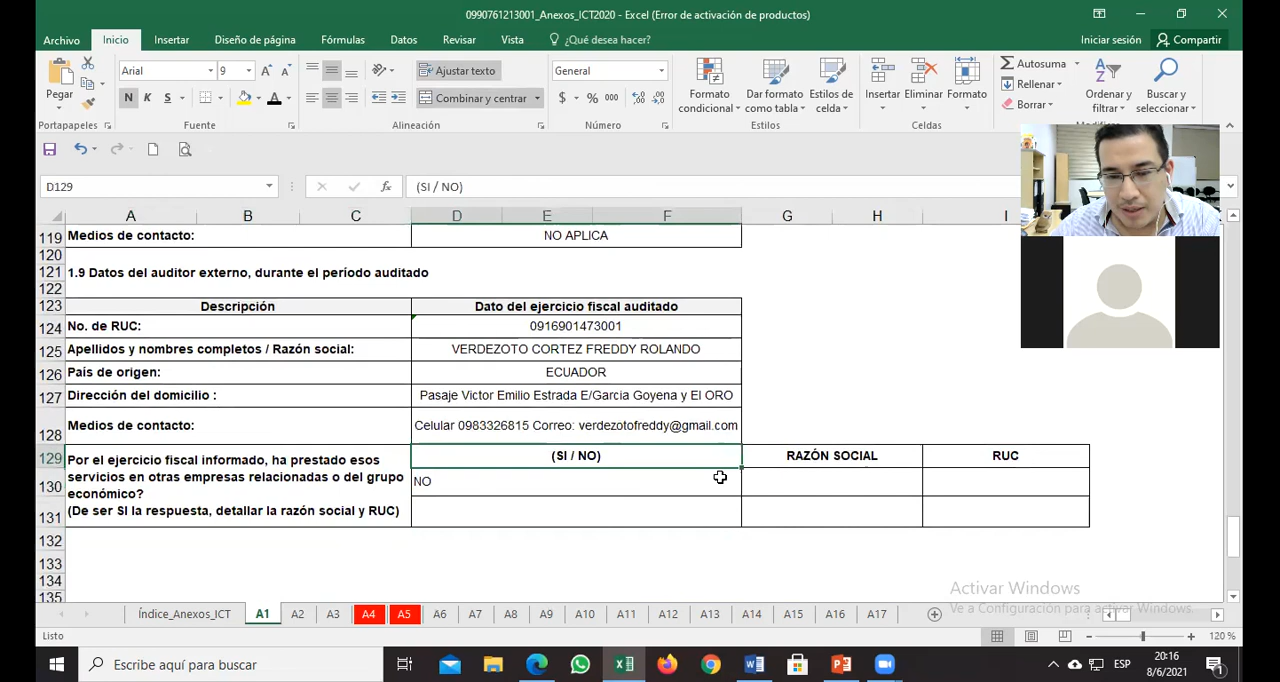 0990761213001_Anexos_ICT2020 - Excel (Error de activación de productos)
Archivo Inicio Insertar Diseño de página Fórmulas Datos Revisar Vista ¿Qué desea hacer? Iniciar sesión Compartir
Pegar
Arial 9
N K S
Ajustar texto
Combinar y centrar
General
$ % 000
Formato condicional
Dar formato como tabla
Estilos de celda
Insertar Eliminar Formato
Autosuma
Rellenar
Borrar
Ordenar y filtrar
Buscar y seleccionar
Portapapeles Fuente Alineación Número Estilos Celdas
D129 fx (SI / NO)
A B C D E F G H I
119 Medios de contacto: NO APLICA
120
121 1.9 Datos del auditor externo, durante el período auditado
122
123 Descripción Dato del ejercicio fiscal auditado
124 No. de RUC: 0916901473001
125 Apellidos y nombres completos / Razón social: VERDEZOTO CORTEZ FREDDY ROLANDO
126 País de origen: ECUADOR
127 Dirección del domicilio : Pasaje Victor Emilio Estrada E/Garcia Goyena y El ORO
128 Medios de contacto: Celular 0983326815 Correo: verdezotofreddy@gmail.com
129 (SI / NO) RAZÓN SOCIAL RUC
Por el ejercicio fiscal informado, ha prestado esos
servicios en otras empresas relacionadas o del grupo
130 NO
económico?
(De ser SI la respuesta, detallar la razón social y RUC)
131
132
133
134
135
Activar Windows
Ve a Configuración para activar Windows.
Índice_Anexos_ICT A1 A2 A3 A4 A5 A6 A7 A8 A9 A10 A11 A12 A13 A14 A15 A16 A17
Listo 120 %
Escribe aquí para buscar
ESP
20:16
8/6/2021
1